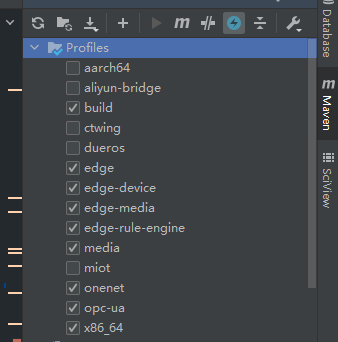 Profiles
aarch64
aliyun-bridge
build
ctwing
dueros
edge
edge-device
edge-media
edge-rule-engine
media
miot
onenet
opc-ua
x86_64
Database
Maven
SciView